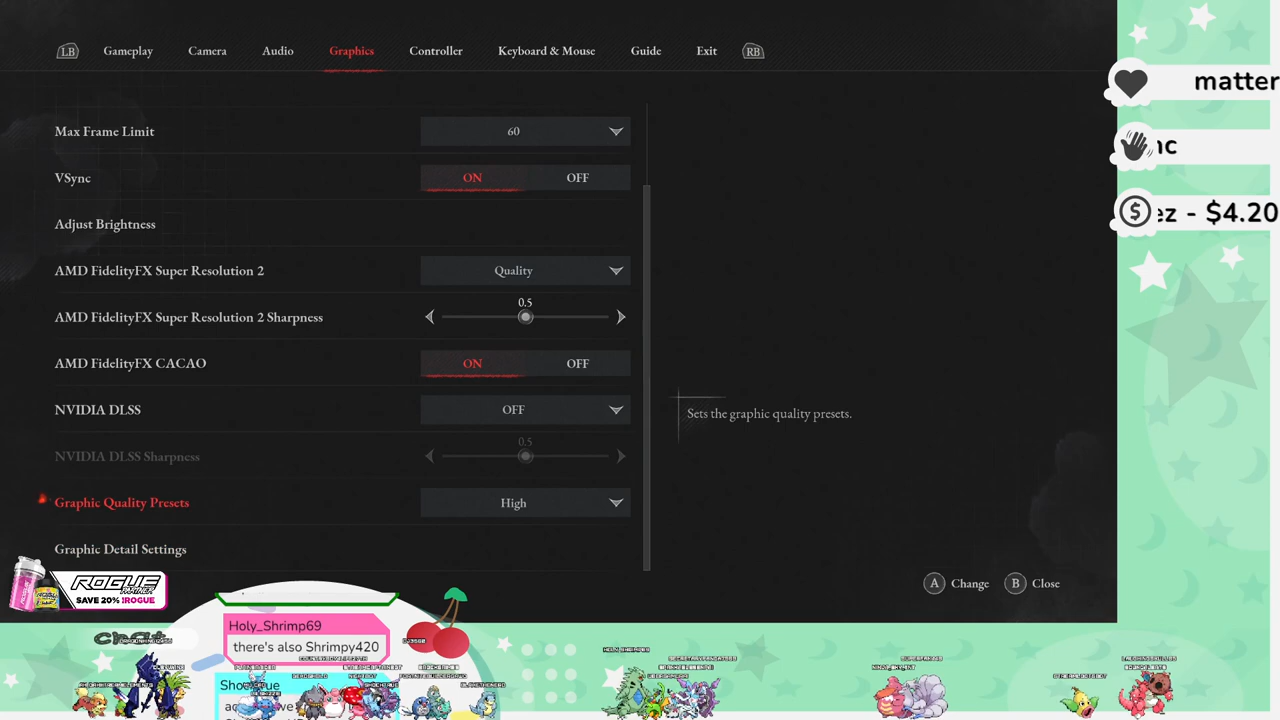 LB Gameplay Camera Audio Graphics Controller Keyboard & Mouse Guide Exit RB
Max Frame Limit 60
VSync ON OFF
Adjust Brightness
AMD FidelityFX Super Resolution 2 Quality
0.5
AMD FidelityFX Super Resolution 2 Sharpness
AMD FidelityFX CACAO ON OFF
NVIDIA DLSS OFF
0.5
NVIDIA DLSS Sharpness
Graphic Quality Presets High
Graphic Detail Settings
Sets the graphic quality presets.
A Change B Close
matter
nc
ez - $4.20
ROGUE
SAVE 20% !ROGUE
Holy_Shrimp69
there's also Shrimpy420